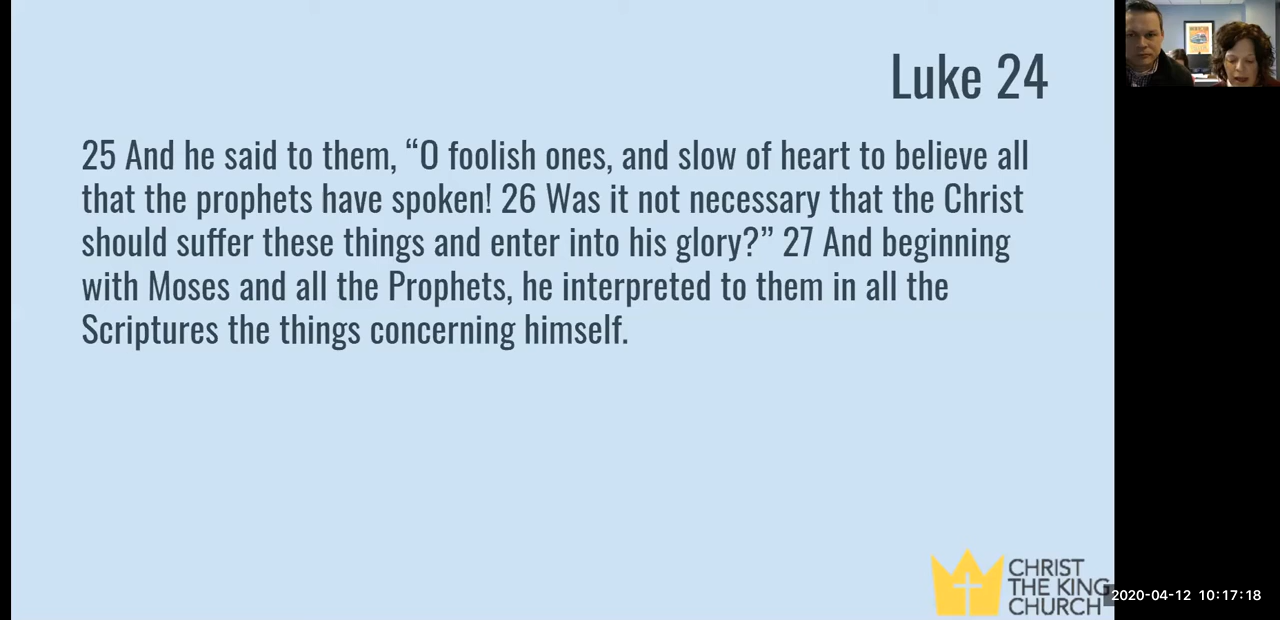 Luke 24
25 And he said to them, “O foolish ones, and slow of heart to believe all
that the prophets have spoken! 26 Was it not necessary that the Christ
should suffer these things and enter into his glory?” 27 And beginning
with Moses and all the Prophets, he interpreted to them in all the
Scriptures the things concerning himself.
CHRIST
THE KING
CHURCH
2020-04-12 10:17:18